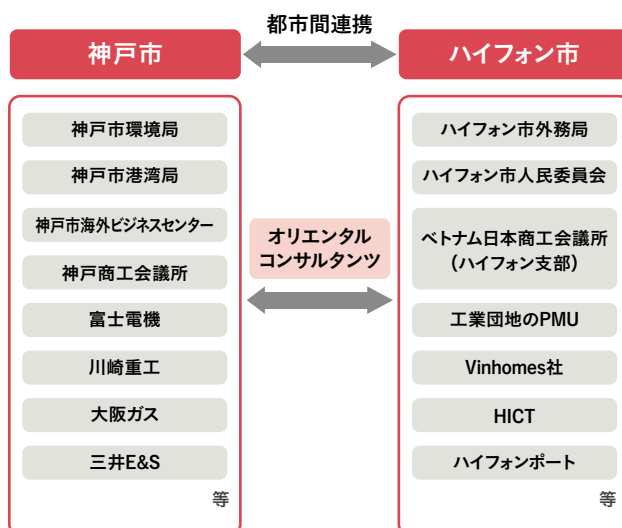 都市間連携
神戸市
ハイフォン市
神戸市環境局
神戸市港湾局
神戸市海外ビジネスセンター
神戸商工会議所
富士電機
川崎重工
大阪ガス
三井E&S
等
オリエンタル
コンサルタンツ
ハイフォン市外務局
ハイフォン市人民委員会
ベトナム日本商工会議所
（ハイフォン支部）
工業団地のPMU
Vinhomes社
HICT
ハイフォンポート
等